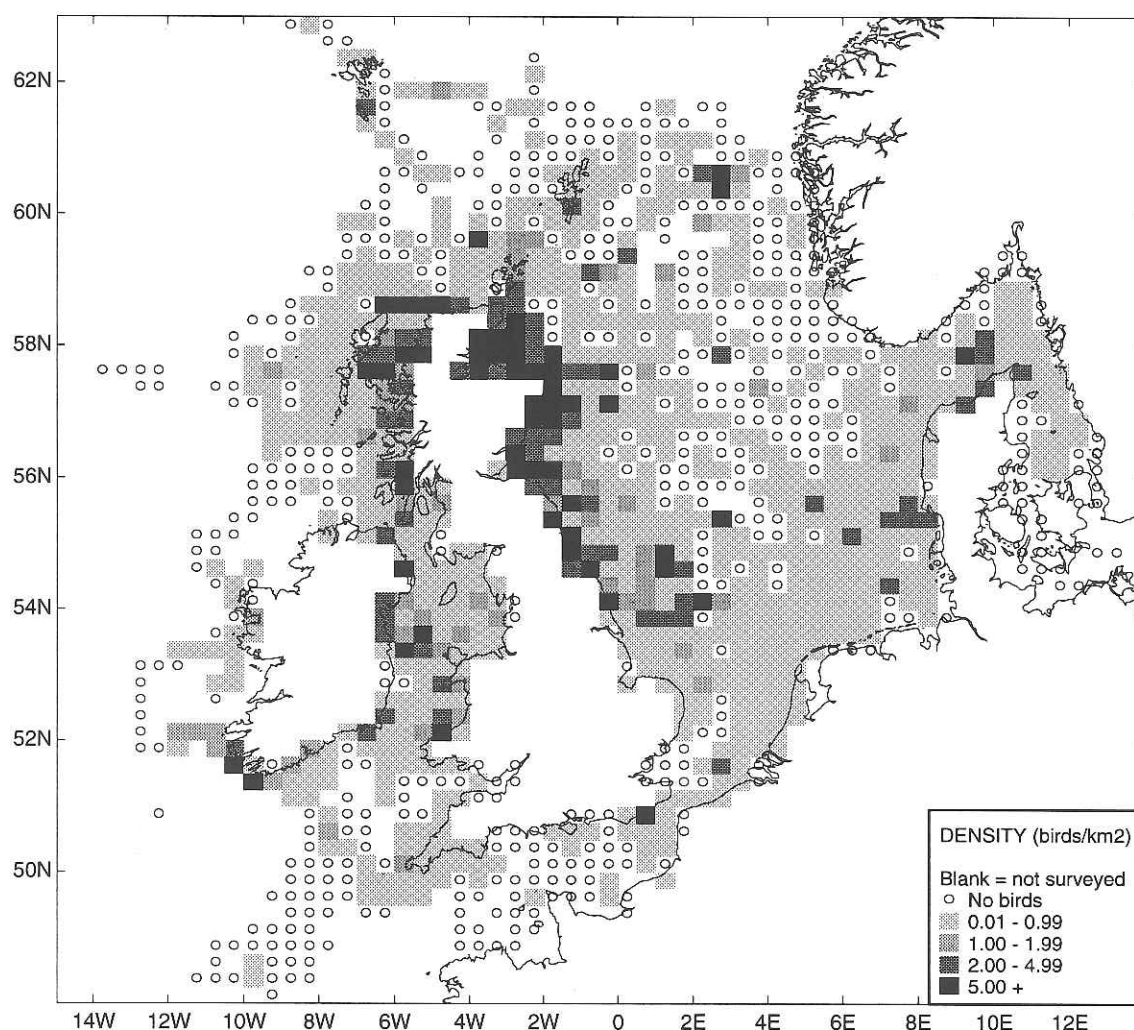 62N
60N
58N
56N
54N
52N
50N
DENSITY (birds/km2)
Blank = not surveyed
No birds
0.01 - 0.99
1.00 - 1.99
2.00 - 4.99
5.00 +
14W 12W 10W 8W 6W 4W 2W 0 2E 4E 6E 8E 10E 12E